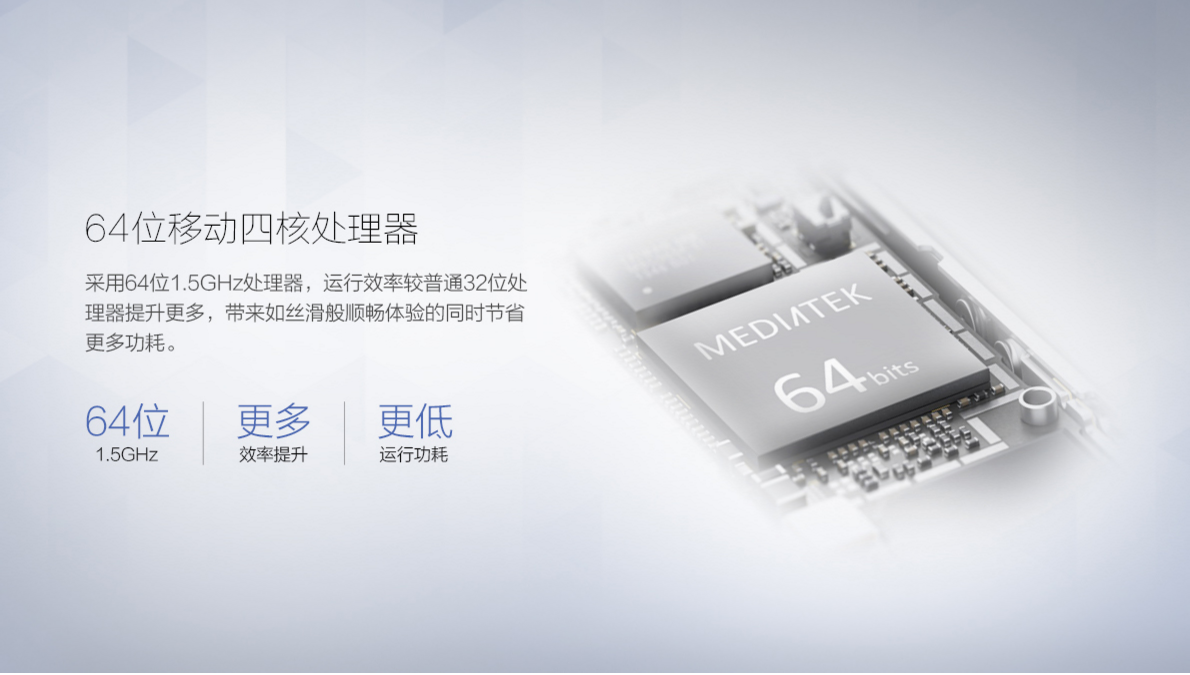 64位移动四核处理器
采用64位1.5GHz处理器，运行效率较普通32位处
理器提升更多，带来如丝滑般顺畅体验的同时节省
更多功耗。
64位
1.5GHz
更多
效率提升
更低
运行功耗
MEDIATEK
64bits